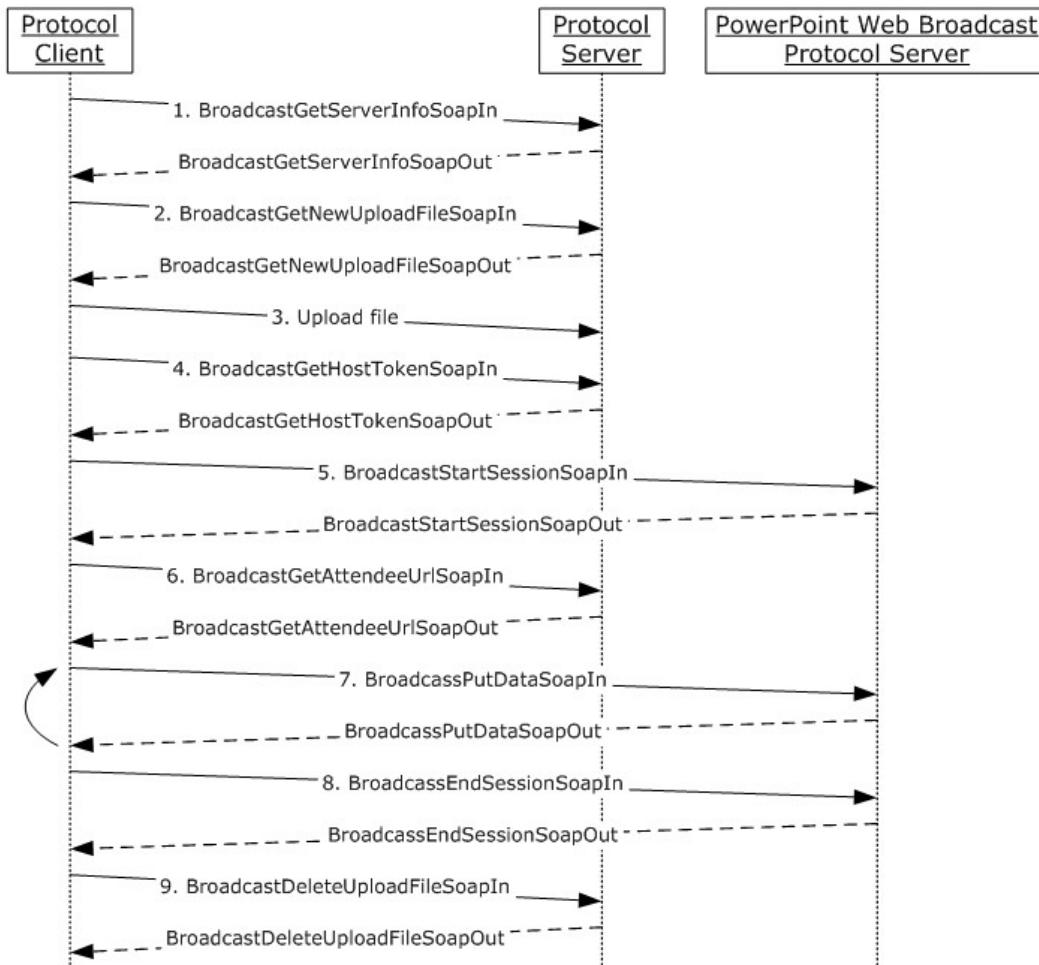 Protocol
Client
Protocol
Server
PowerPoint Web Broadcast
Protocol Server
1. BroadcastGetServerInfoSoapIn
BroadcastGetServerInfoSoapOut
2. BroadcastGetNewUploadFileSoapIn
BroadcastGetNewUploadFileSoapOut
3. Upload file
4. BroadcastGetHostTokenSoapIn
BroadcastGetHostTokenSoapOut
5. BroadcastStartSessionSoapIn
BroadcastStartSessionSoapOut
6. BroadcastGetAttendeeUrlSoapIn
BroadcastGetAttendeeUrlSoapOut
7. BroadcassPutDataSoapIn
BroadcassPutDataSoapOut
8. BroadcassEndSessionSoapIn
BroadcassEndSessionSoapOut
9. BroadcastDeleteUploadFileSoapIn
BroadcastDeleteUploadFileSoapOut